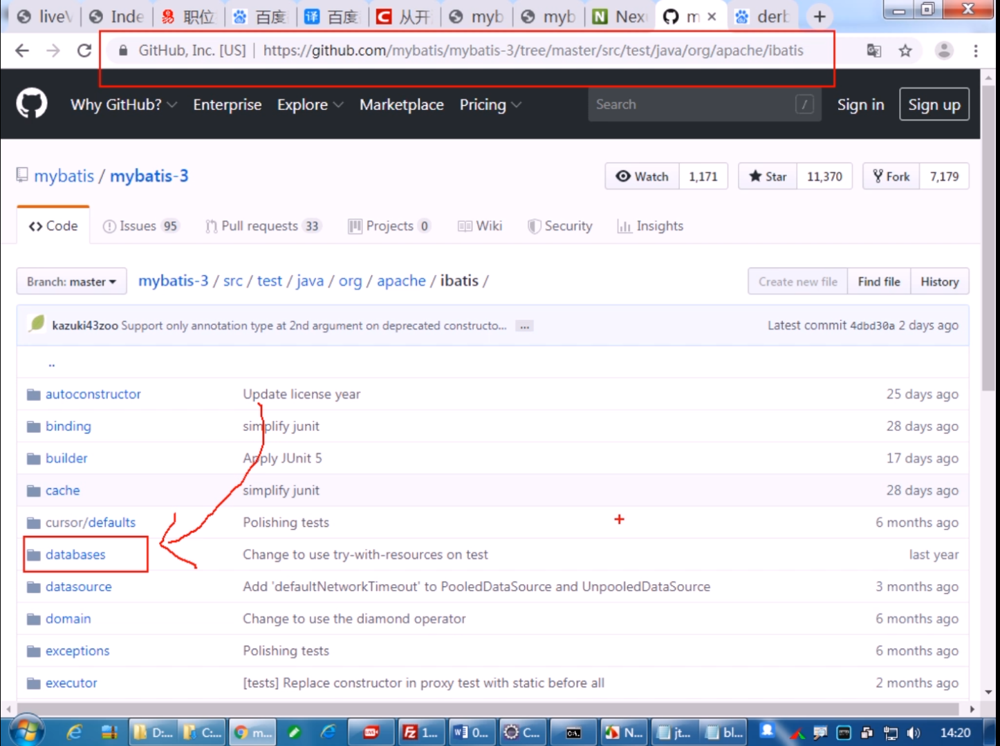 liveV Inde 职位 百度 百度 从开 myb myb Nex m × derb +
GitHub, Inc. [US] | https://github.com/mybatis/mybatis-3/tree/master/src/test/java/org/apache/ibatis
Why GitHub? Enterprise Explore Marketplace Pricing Search / Sign in Sign up
mybatis / mybatis-3 Watch 1,171 Star 11,370 Fork 7,179
<> Code Issues 95 Pull requests 33 Projects 0 Wiki Security Insights
Branch: master mybatis-3 / src / test / java / org / apache / ibatis / Create new file Find file History
kazuki43zoo Support only annotation type at 2nd argument on deprecated constructo... ... Latest commit 4dbd30a 2 days ago
..
autoconstructor Update license year 25 days ago
binding simplify junit 28 days ago
builder Apply JUnit 5 17 days ago
cache simplify junit 28 days ago
cursor/defaults Polishing tests 6 months ago
databases Change to use try-with-resources on test last year
datasource Add 'defaultNetworkTimeout' to PooledDataSource and UnpooledDataSource 3 months ago
domain Change to use the diamond operator 6 months ago
exceptions Polishing tests 6 months ago
executor [tests] Replace constructor in proxy test with static before all 2 months ago
D:... C:... m... 1... 0... C... N... jt... bl... 14:20